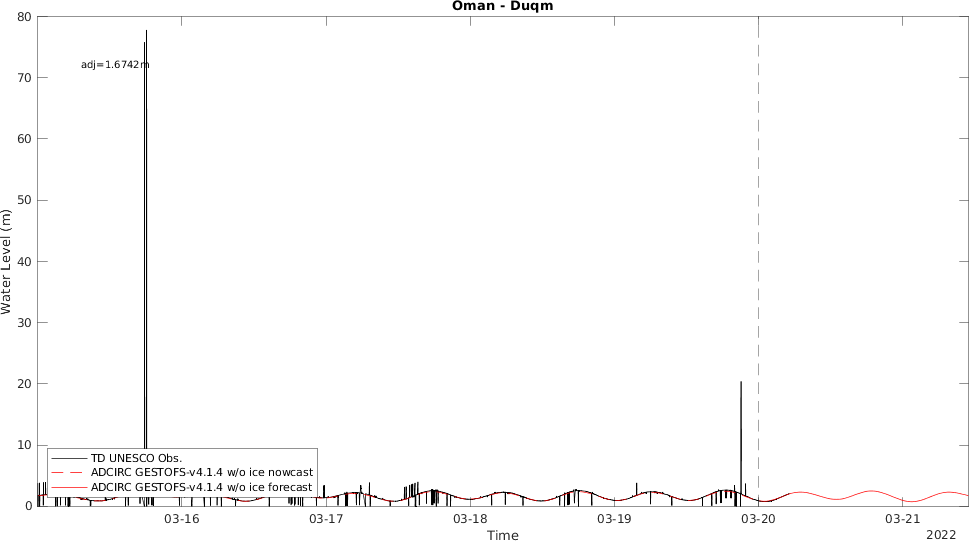 Oman - Duqm
80
70
60
50
40
30
20
10
0
Water Level (m)
adj=1.6742m
TD UNESCO Obs.
ADCIRC GESTOFS-v4.1.4 w/o ice nowcast
ADCIRC GESTOFS-v4.1.4 w/o ice forecast
03-16
03-17
03-18
03-19
03-20
03-21
Time
2022